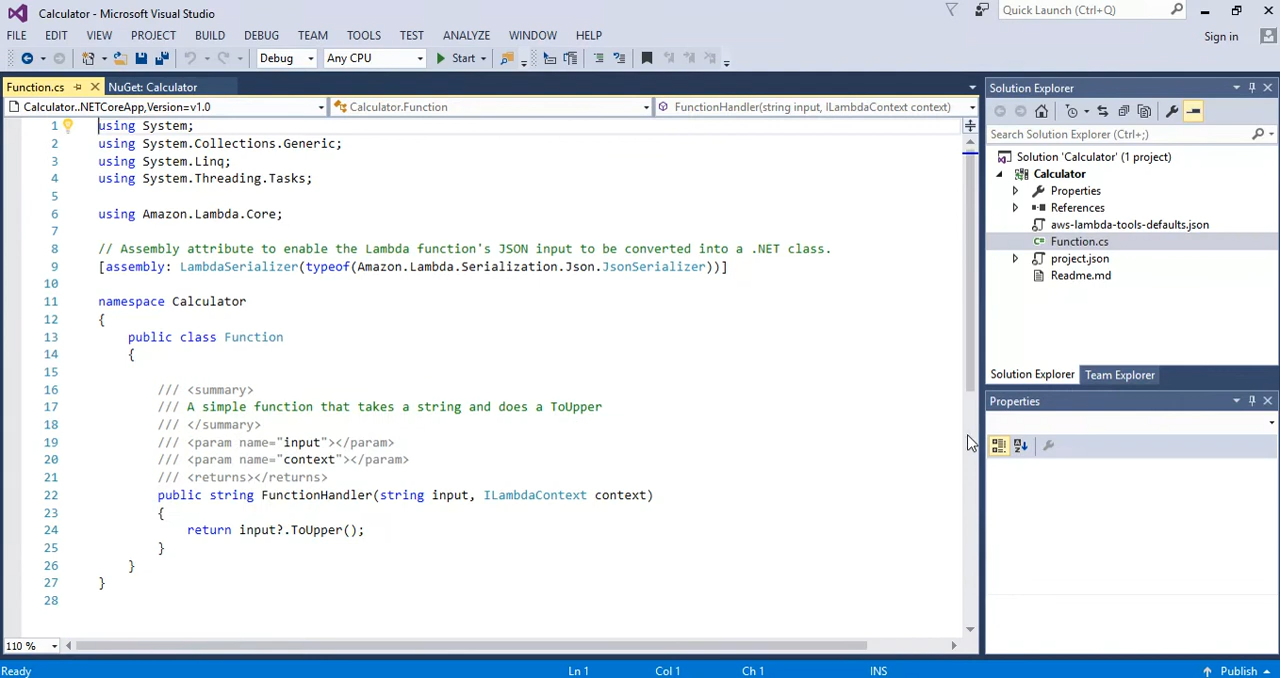 Calculator - Microsoft Visual Studio
Quick Launch (Ctrl+Q)
FILE EDIT VIEW PROJECT BUILD DEBUG TEAM TOOLS TEST ANALYZE WINDOW HELP
Sign in
Debug Any CPU Start
Function.cs NuGet: Calculator
Calculator..NETCoreApp,Version=v1.0 Calculator.Function FunctionHandler(string input, ILambdaContext context)
1 using System;
2 using System.Collections.Generic;
3 using System.Linq;
4 using System.Threading.Tasks;
5
6 using Amazon.Lambda.Core;
7
8 // Assembly attribute to enable the Lambda function's JSON input to be converted into a .NET class.
9 [assembly: LambdaSerializer(typeof(Amazon.Lambda.Serialization.Json.JsonSerializer))]
10
11 namespace Calculator
12 {
13 public class Function
14 {
15
16 /// <summary>
17 /// A simple function that takes a string and does a ToUpper
18 /// </summary>
19 /// <param name="input"></param>
20 /// <param name="context"></param>
21 /// <returns></returns>
22 public string FunctionHandler(string input, ILambdaContext context)
23 {
24 return input?.ToUpper();
25 }
26 }
27 }
28
110 %
Solution Explorer
Search Solution Explorer (Ctrl+;)
Solution 'Calculator' (1 project)
Calculator
Properties
References
aws-lambda-tools-defaults.json
Function.cs
project.json
Readme.md
Solution Explorer Team Explorer
Properties
Ready Ln 1 Col 1 Ch 1 INS Publish